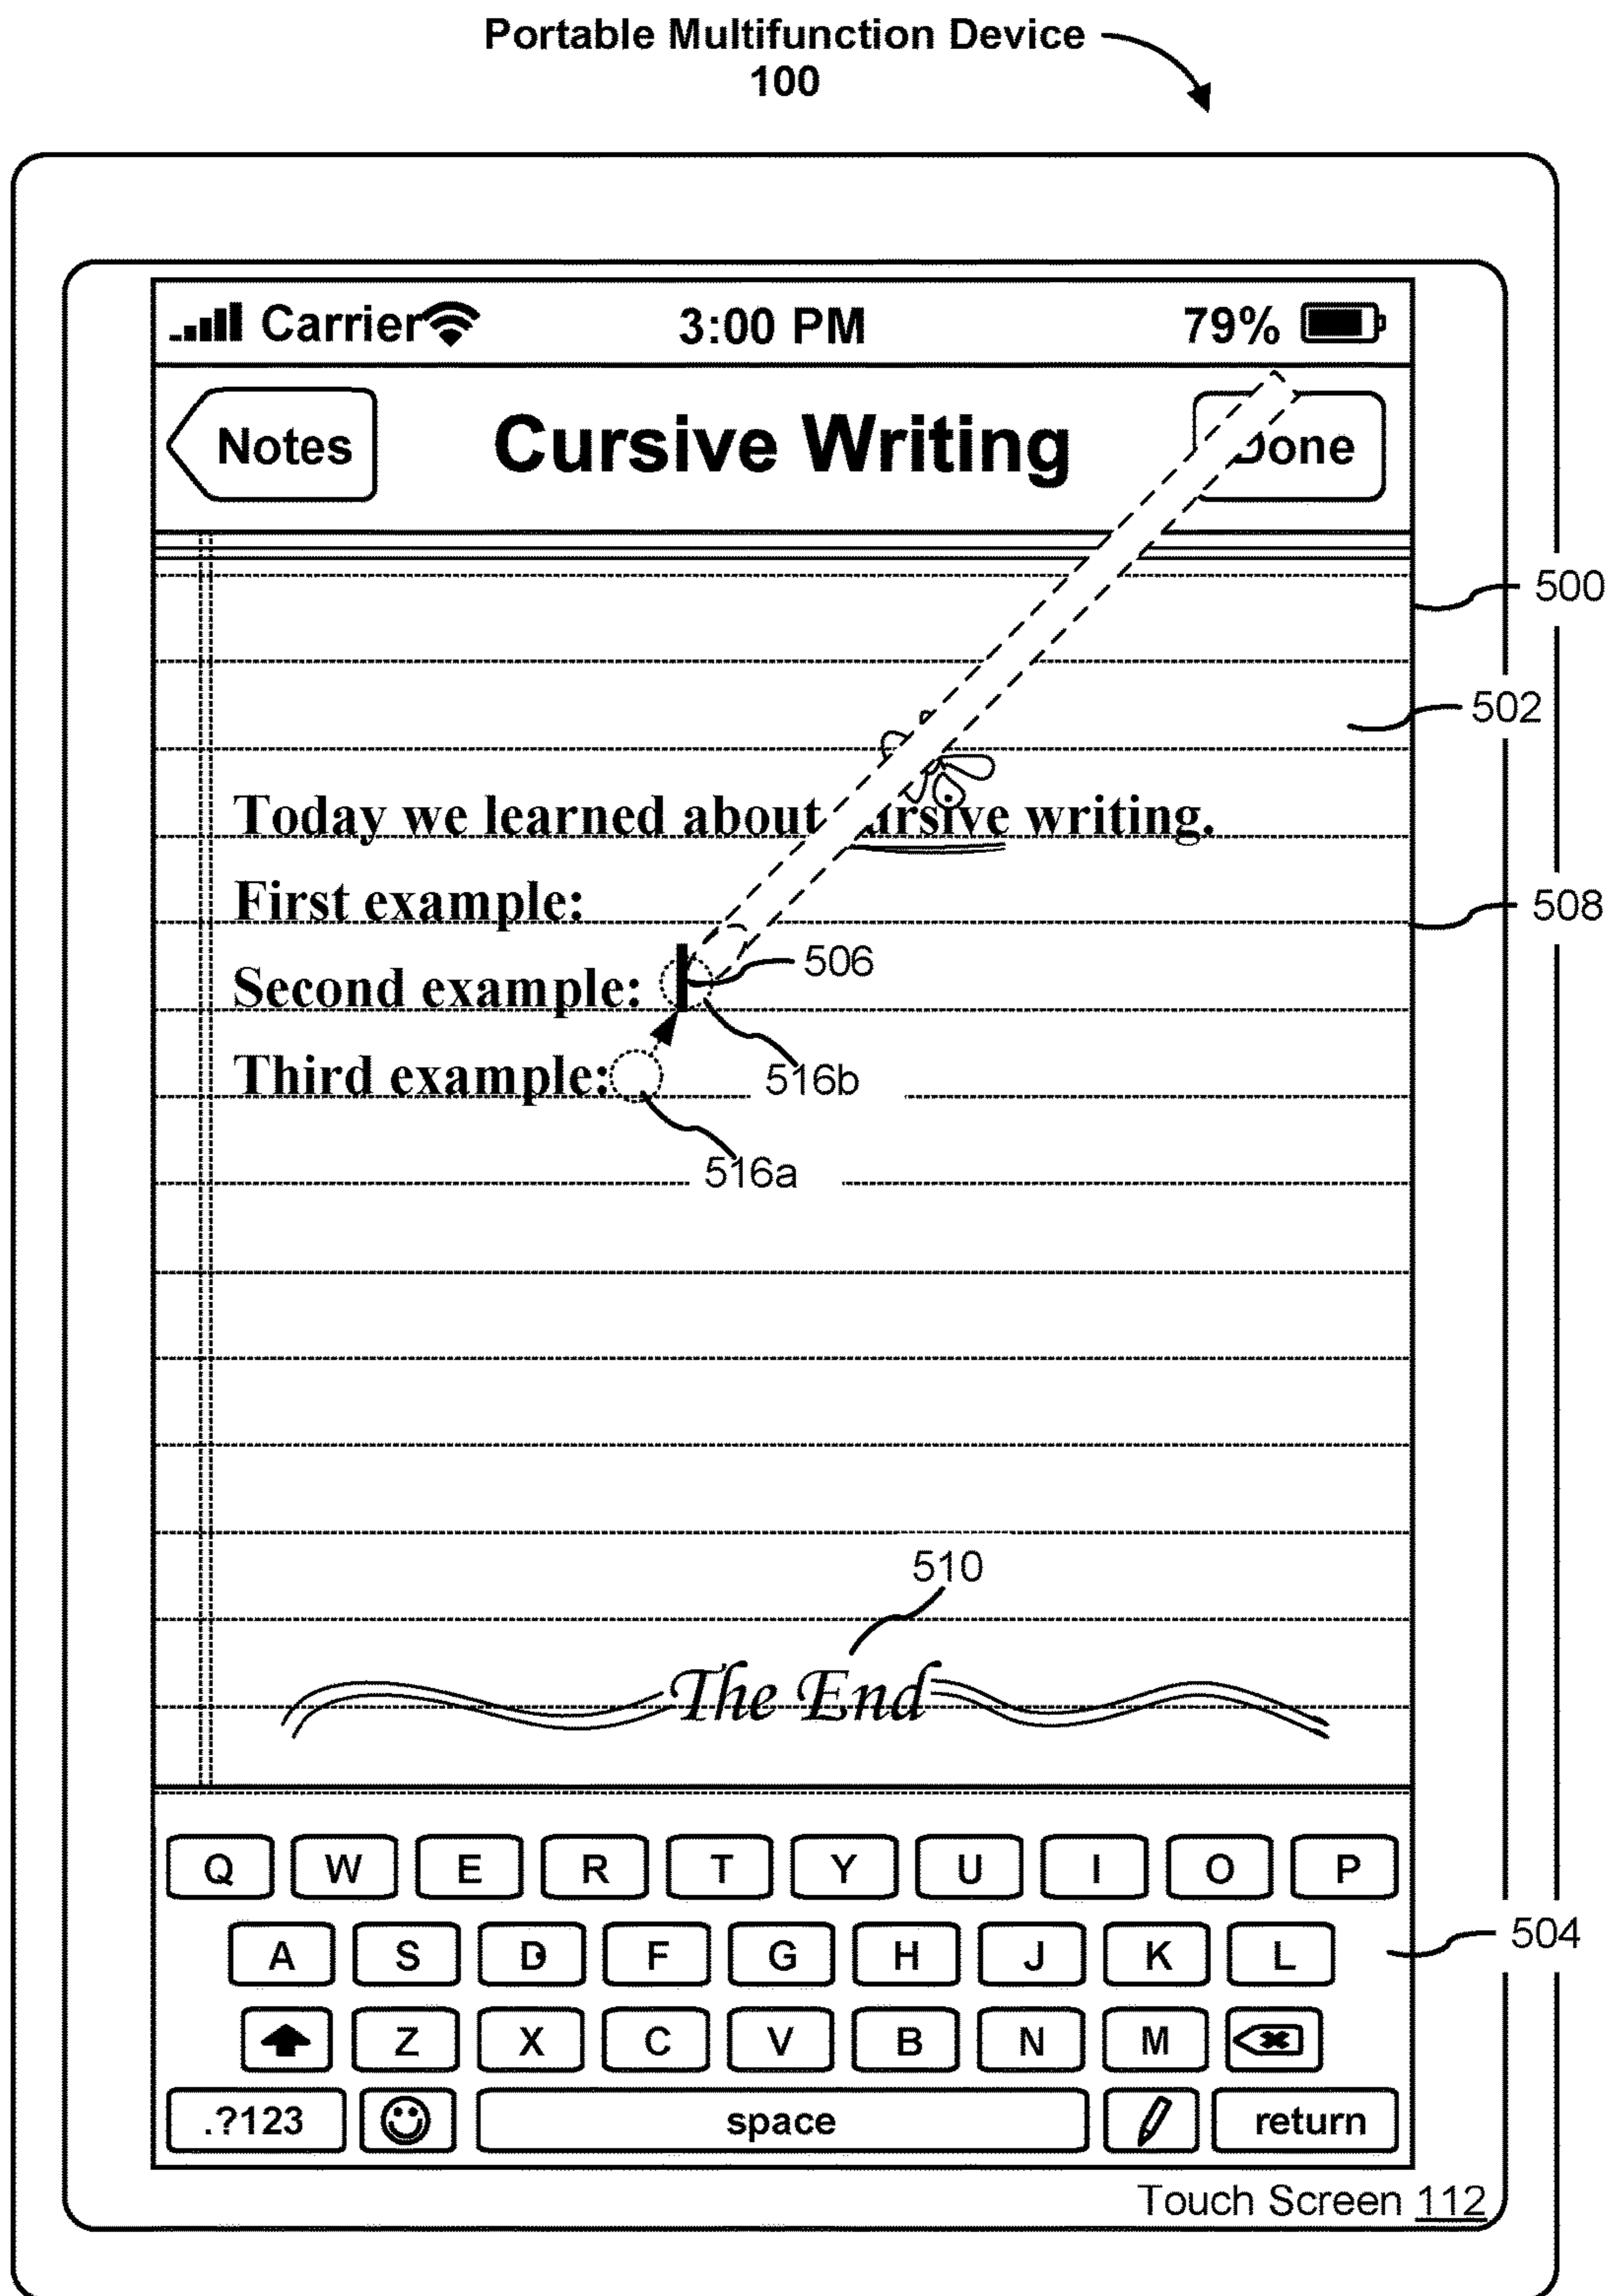 Portable Multifunction Device
100
Carrier 3:00 PM 79%
Notes Cursive Writing Done
500
502
Today we learned about cursive writing.
First example:
508
Second example:
506
Third example:
516b
516a
510
The End
Q W E R T Y U I O P
A S D F G H J K L
504
Z X C V B N M
.?123 space return
Touch Screen 112